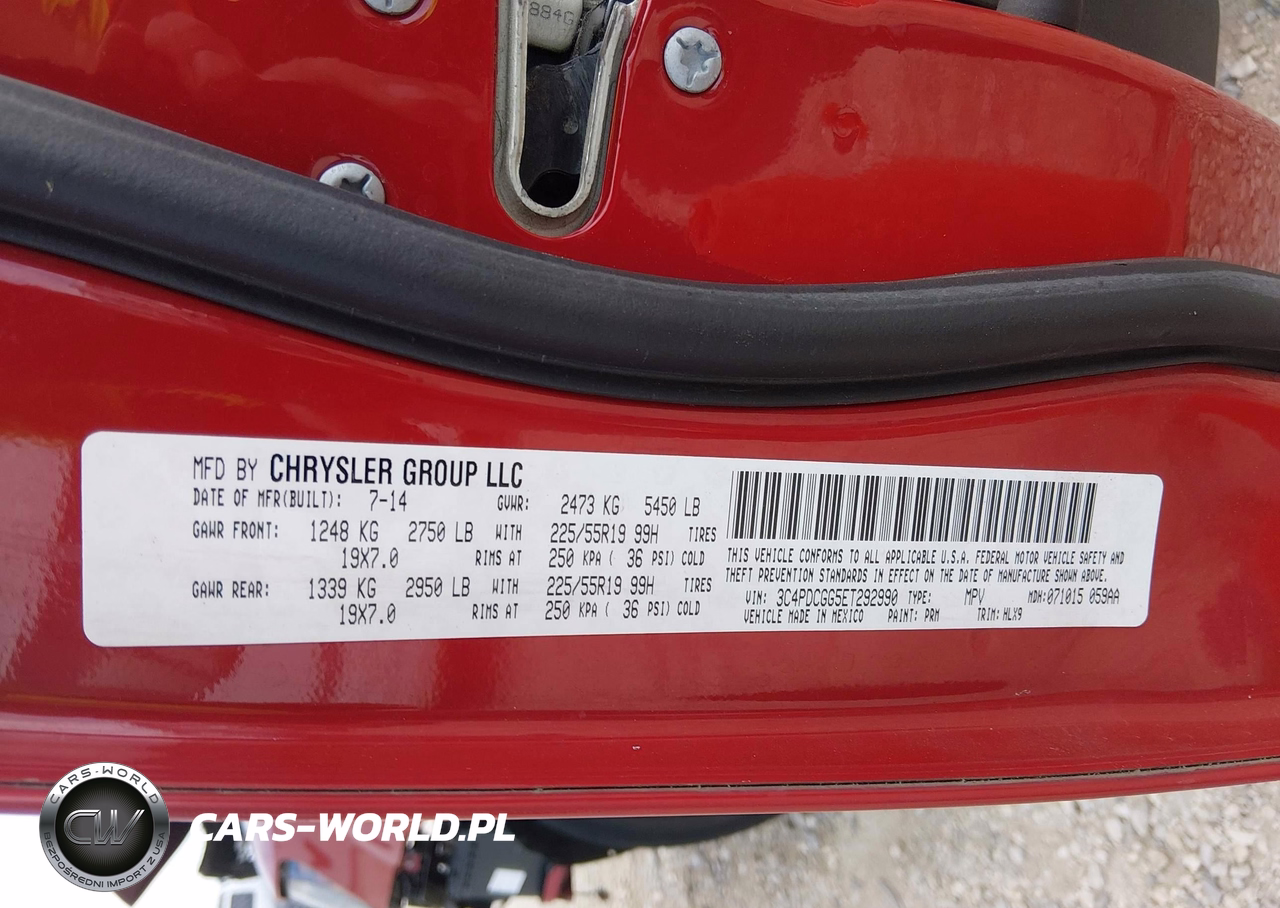 884G
MFD BY CHRYSLER GROUP LLC
DATE OF MFR(BUILT): 7-14 GVWR: 2473 KG 5450 LB
GAWR FRONT: 1248 KG 2750 LB WITH 225/55R19 99H TIRES
19X7.0 RIMS AT 250 KPA ( 36 PSI) COLD
GAWR REAR: 1339 KG 2950 LB WITH 225/55R19 99H TIRES
19X7.0 RIMS AT 250 KPA ( 36 PSI) COLD
THIS VEHICLE CONFORMS TO ALL APPLICABLE U.S.A. FEDERAL MOTOR VEHICLE SAFETY AND
THEFT PREVENTION STANDARDS IN EFFECT ON THE DATE OF MANUFACTURE SHOWN ABOVE.
VIN: 3C4PDCGG5ET292990 TYPE: MPV MDH:071015 059AA
VEHICLE MADE IN MEXICO PAINT: PRM TRIM: HLX9
CARS-WORLD
CW
BEZPOŚREDNI IMPORT Z USA
CARS-WORLD.PL